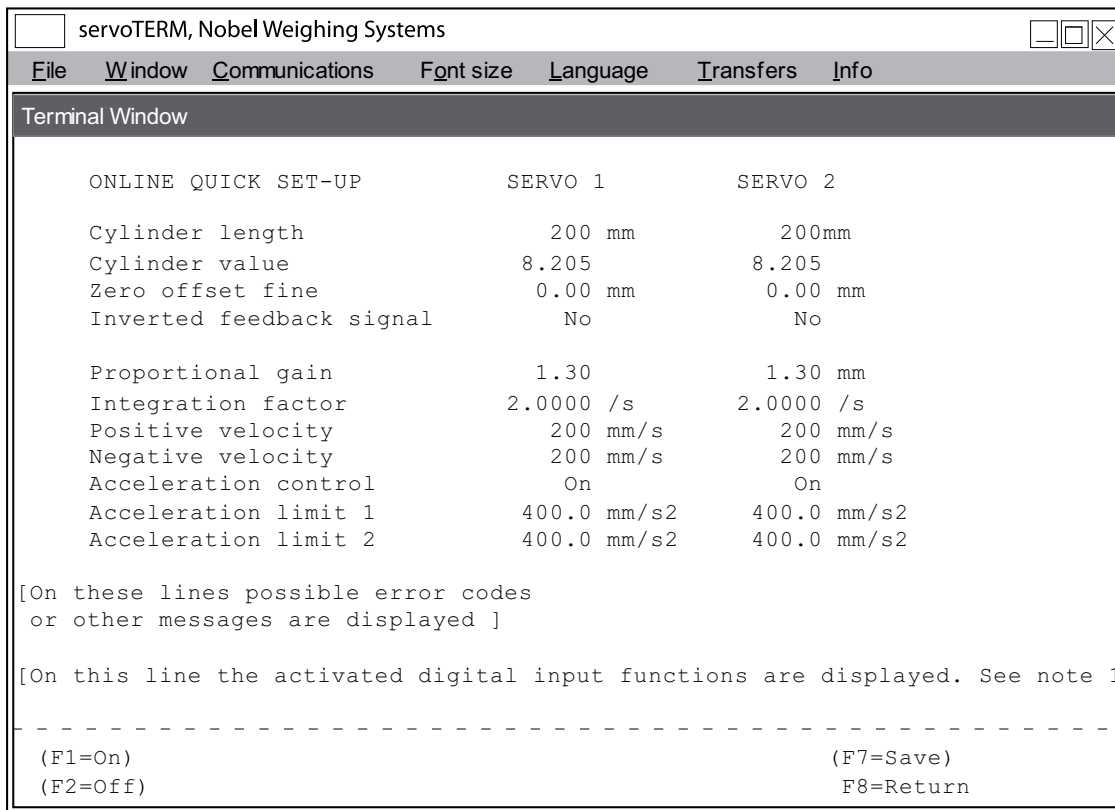 servoTERM, Nobel Weighing Systems
File Window Communications Font size Language Transfers Info
Terminal Window
ONLINE QUICK SET-UP SERVO 1 SERVO 2
Cylinder length 200 mm 200mm
Cylinder value 8.205 8.205
Zero offset fine 0.00 mm 0.00 mm
Inverted feedback signal No No
Proportional gain 1.30 1.30 mm
Integration factor 2.0000 /s 2.0000 /s
Positive velocity 200 mm/s 200 mm/s
Negative velocity 200 mm/s 200 mm/s
Acceleration control On On
Acceleration limit 1 400.0 mm/s2 400.0 mm/s2
Acceleration limit 2 400.0 mm/s2 400.0 mm/s2
[On these lines possible error codes
or other messages are displayed ]
[On this line the activated digital input functions are displayed. See note 1
(F1=On) (F7=Save)
(F2=Off) F8=Return